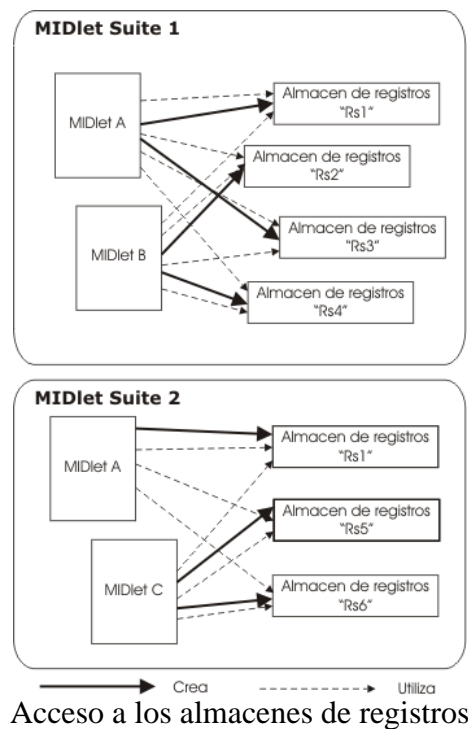 MIDlet Suite 1
MIDlet A
Almacen de registros
"Rs1"
Almacen de registros
"Rs2"
MIDlet B
Almacen de registros
"Rs3"
Almacen de registros
"Rs4"
MIDlet Suite 2
MIDlet A
Almacen de registros
"Rs1"
Almacen de registros
"Rs5"
MIDlet C
Almacen de registros
"Rs6"
Crea
Utiliza
Acceso a los almacenes de registros